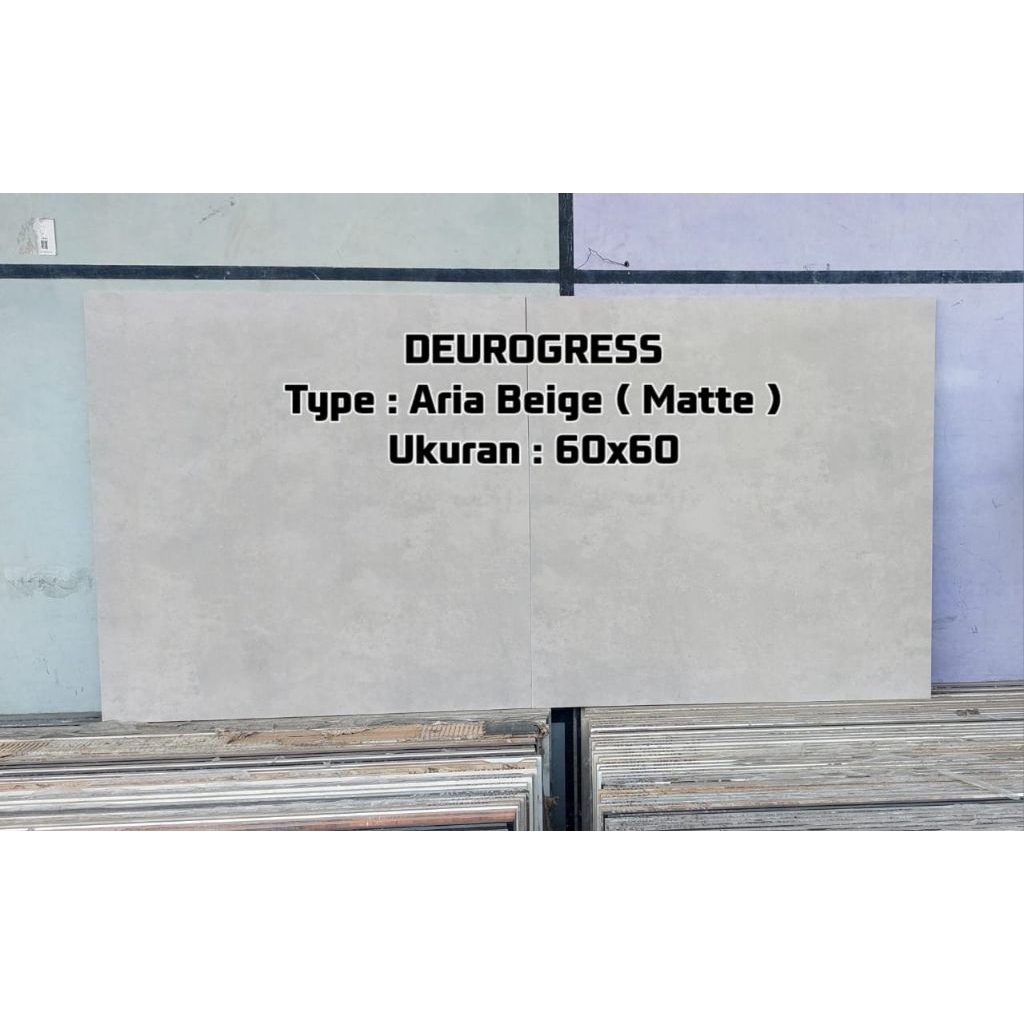 DEUROGRESS
Type : Aria Beige ( Matte )
Ukuran : 60x60